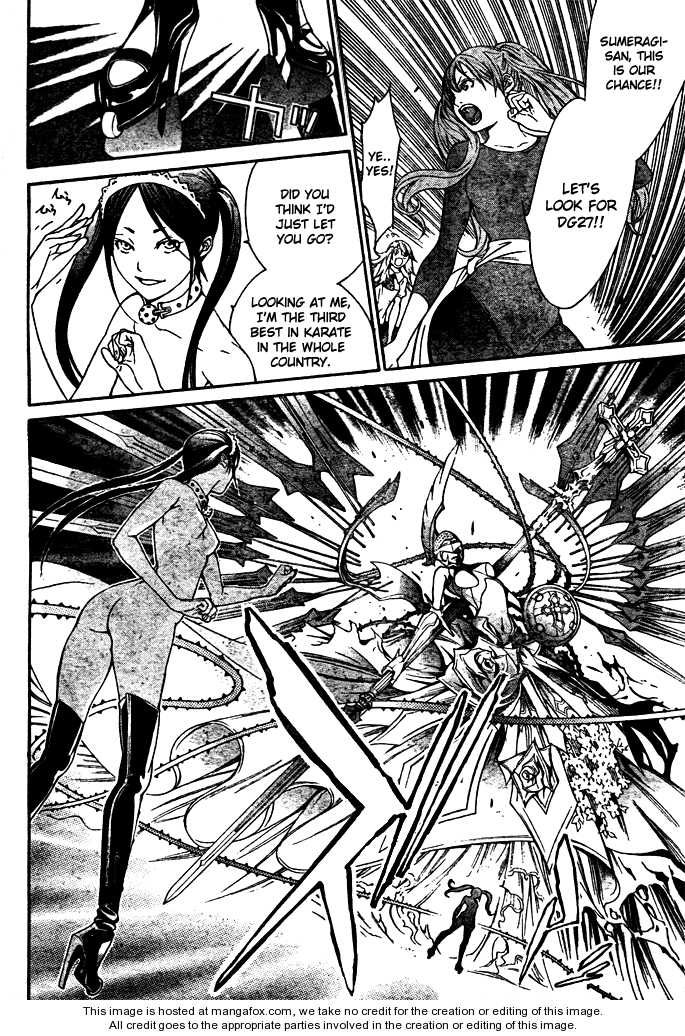 SUMERAGI-
SAN, THIS
IS OUR
CHANCE!!
LET'S
LOOK FOR
DG27!!
YE..
YES!
カッ
DID YOU
THINK I'D
JUST LET
YOU GO?
LOOKING AT ME,
I'M THE THIRD
BEST IN KARATE
IN THE WHOLE
COUNTRY.
This image is hosted at mangafox.com, we take no credit for the creation or editing of this image.
All credit goes to the appropriate parties involved in the creation or editing of this image.